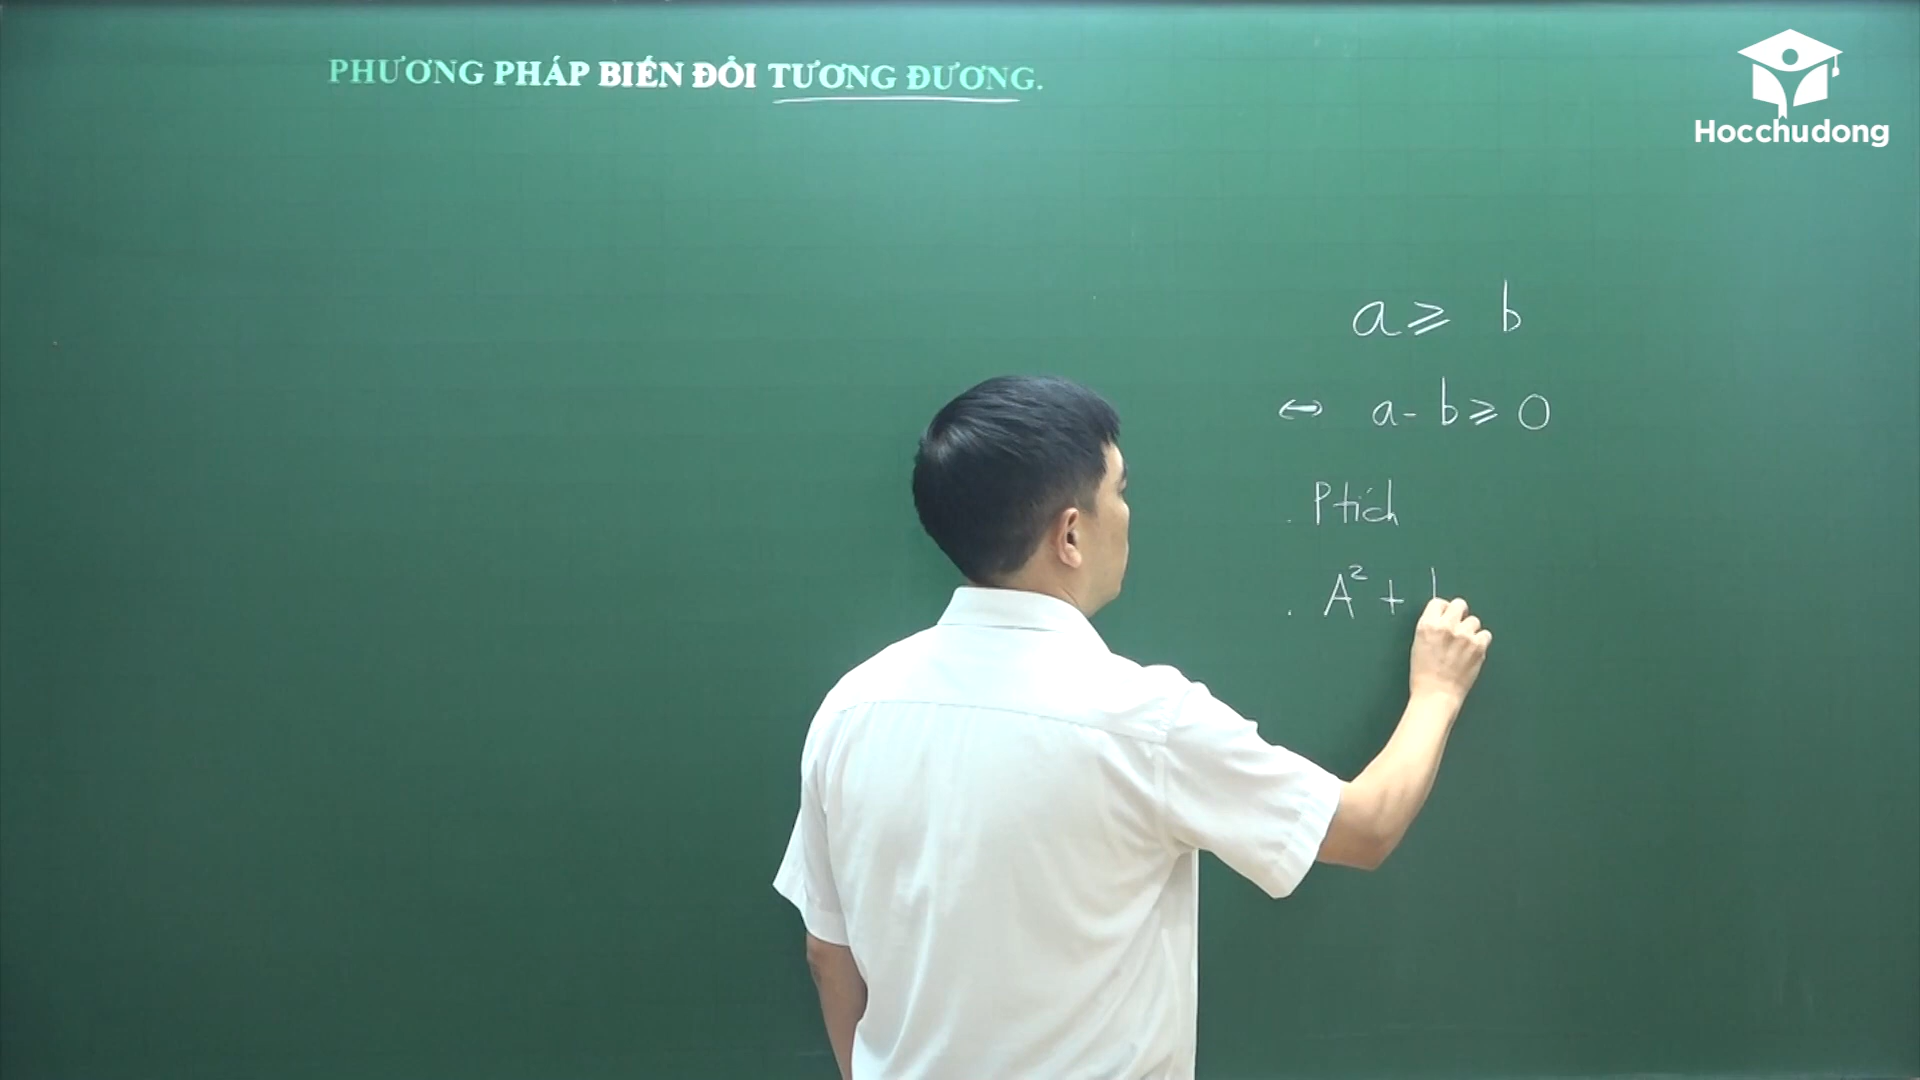 PHƯƠNG PHÁP BIẾN ĐỔI TƯƠNG ĐƯƠNG.
Hocchudong
a ⩾ b
↔ a - b ⩾ 0
. Ptích
. A² +